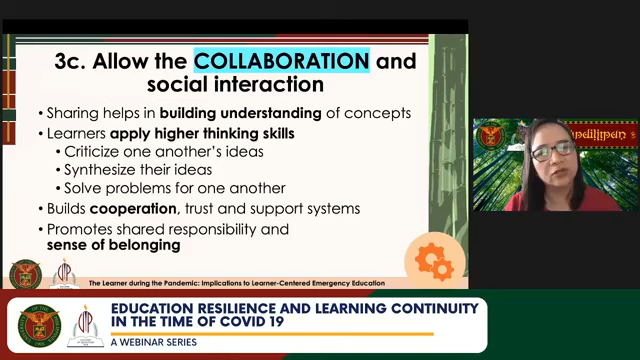 3c. Allow the COLLABORATION and
social interaction
• Sharing helps in building understanding of concepts
• Learners apply higher thinking skills
• Criticize one another's ideas
• Synthesize their ideas
• Solve problems for one another
• Builds cooperation, trust and support systems
• Promotes shared responsibility and
sense of belonging
The Learner during the Pandemic: Implications to Learner-Centered Emergency Education
EDUCATION RESILIENCE AND LEARNING CONTINUITY
IN THE TIME OF COVID 19
A WEBINAR SERIES